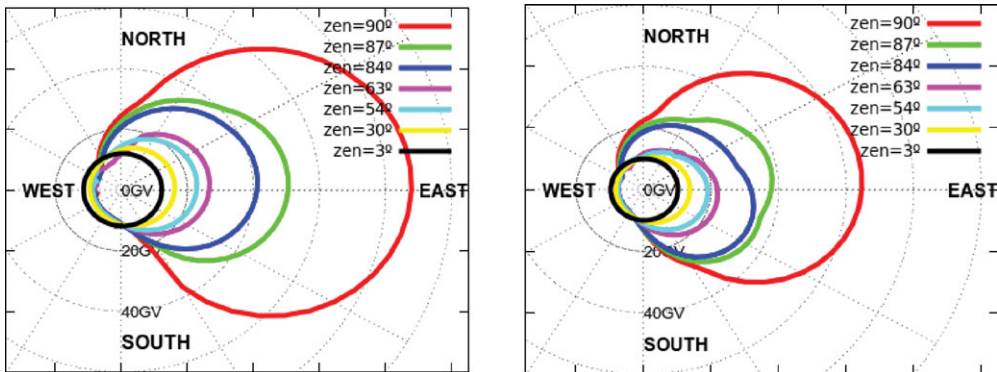 zen=90º
NORTH
zen=87º
zen=84º
zen=63º
zen=54º
zen=30º
zen=3º
WEST
0GV
EAST
20GV
40GV
SOUTH
zen=90º
NORTH
zen=87º
zen=84º
zen=63º
zen=54º
zen=30º
zen=3º
WEST
0GV
EAST
20GV
40GV
SOUTH